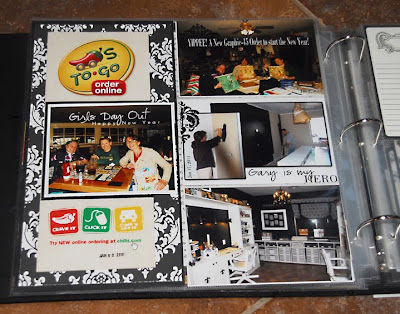 'S
TO•GO
order
online
Girls Day Out
Happy New Year
CRAVE IT
CLICK IT
Try NEW online ordering at chilis.com
YIPPEE! A New Graphic-45 Order to start the New Year!
Gary is my
HERO